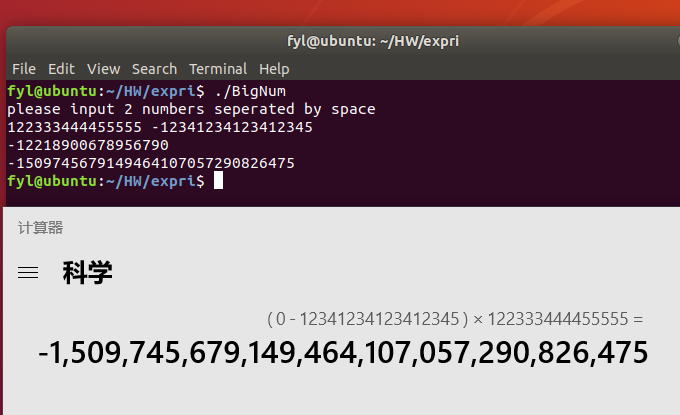 fyl@ubuntu: ~/HW/expri
File Edit View Search Terminal Help
fyl@ubuntu:~/HW/expri$ ./BigNum
please input 2 numbers seperated by space
122333444455555 -12341234123412345
-12218900678956790
-1509745679149464107057290826475
fyl@ubuntu:~/HW/expri$
计算器
科学
( 0 - 12341234123412345 ) × 122333444455555 =
-1,509,745,679,149,464,107,057,290,826,475